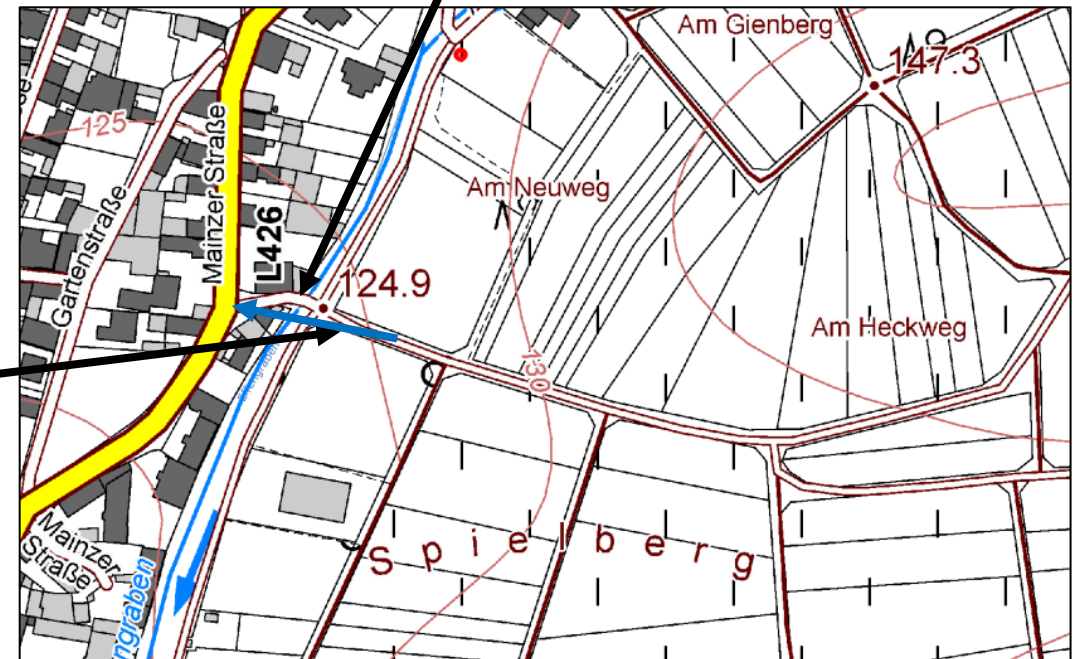 Am Gienberg
147.3
125
Mainzer Straße
Am Neuweg
Gartenstraße
L426
124.9
Am Heckweg
130
Spielberg
Mainzer
Straße
ngraben